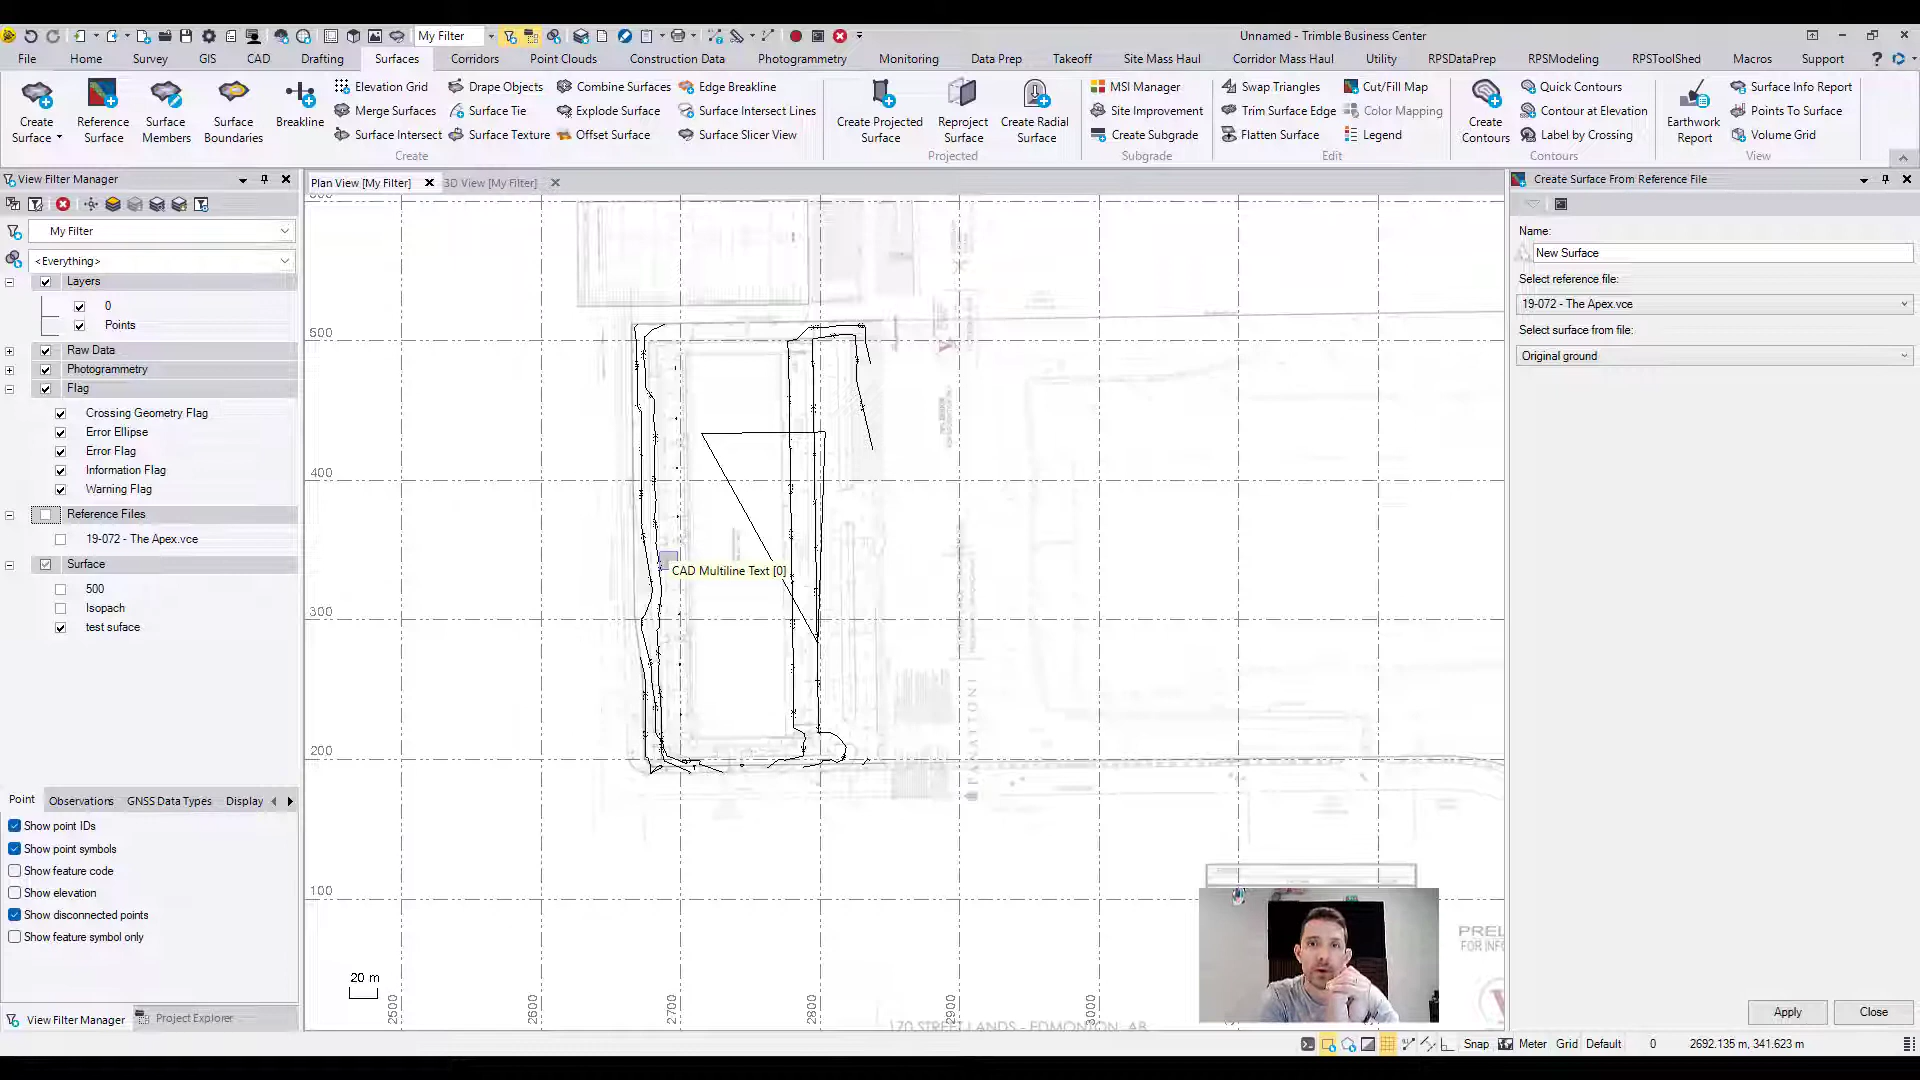 My Filter
Unnamed - Trimble Business Center
File
Home
Survey
GIS
CAD
Drafting
Surfaces
Corridors
Point Clouds
Construction Data
Photogrammetry
Monitoring
Data Prep
Takeoff
Site Mass Haul
Corridor Mass Haul
Utility
RPSDataPrep
RPSModeling
RPSToolShed
Macros
Support
Create Surface
Reference Surface
Surface Members
Surface Boundaries
Breakline
Elevation Grid
Merge Surfaces
Surface Intersect
Drape Objects
Surface Tie
Surface Texture
Combine Surfaces
Explode Surface
Offset Surface
Edge Breakline
Surface Intersect Lines
Surface Slicer View
Create
Create Projected Surface
Reproject Surface
Create Radial Surface
Projected
MSI Manager
Site Improvement
Create Subgrade
Subgrade
Swap Triangles
Trim Surface Edge
Flatten Surface
Cut/Fill Map
Color Mapping
Legend
Edit
Create Contours
Quick Contours
Contour at Elevation
Label by Crossing
Contours
Earthwork Report
Surface Info Report
Points To Surface
Volume Grid
View
View Filter Manager
My Filter
<Everything>
Layers
0
Points
Raw Data
Photogrammetry
Flag
Crossing Geometry Flag
Error Ellipse
Error Flag
Information Flag
Warning Flag
Reference Files
19-072 - The Apex.vce
Surface
500
Isopach
test suface
Point
Observations
GNSS Data Types
Display
Show point IDs
Show point symbols
Show feature code
Show elevation
Show disconnected points
Show feature symbol only
View Filter Manager
Project Explorer
Plan View [My Filter]
3D View [My Filter]
500
400
300
200
100
CAD Multiline Text [0]
PANATTONI
20 m
2500
2600
2700
2800
2900
3000
170 STREET LANDS - EDMONTON, AB
Create Surface From Reference File
Name:
New Surface
Select reference file:
19-072 - The Apex.vce
Select surface from file:
Original ground
Apply
Close
Snap
Meter
Grid
Default
0
2692.135 m, 341.623 m